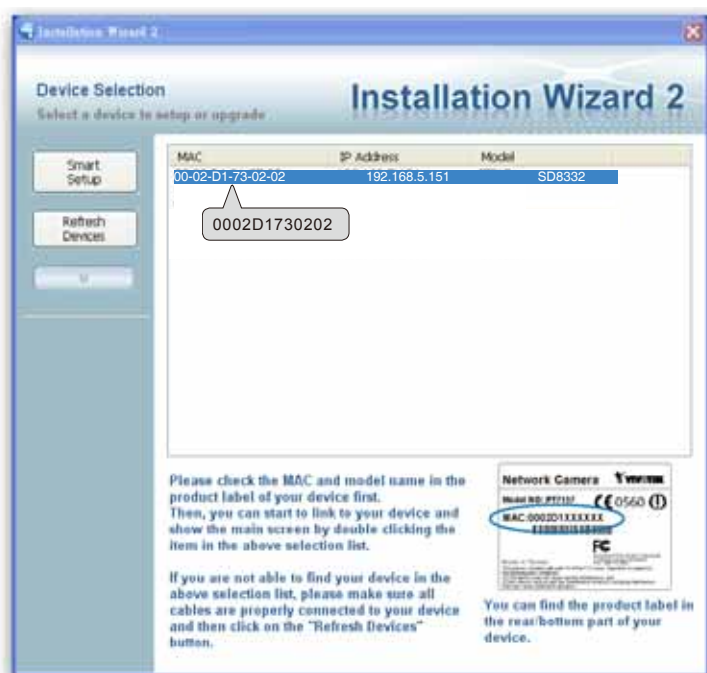 Installation Wizard 2
Device Selection
Select a device to setup or upgrade
Installation Wizard 2
Smart
Setup
Refresh
Devices
MAC IP Address Model
00-02-D1-73-02-02 192.168.5.151 SD8332
0002D1730202
Please check the MAC and model name in the
product label of your device first.
Then, you can start to link to your device and
show the main screen by double clicking the
item in the above selection list.
If you are not able to find your device in the
above selection list, please make sure all
cables are properly connected to your device
and then click on the "Refresh Devices"
button.
Network Camera VIVOTEK
Model NO: PT7137 CE0560
MAC:0002D1XXXXXX
FC
You can find the product label in
the rear/bottom part of your
device.